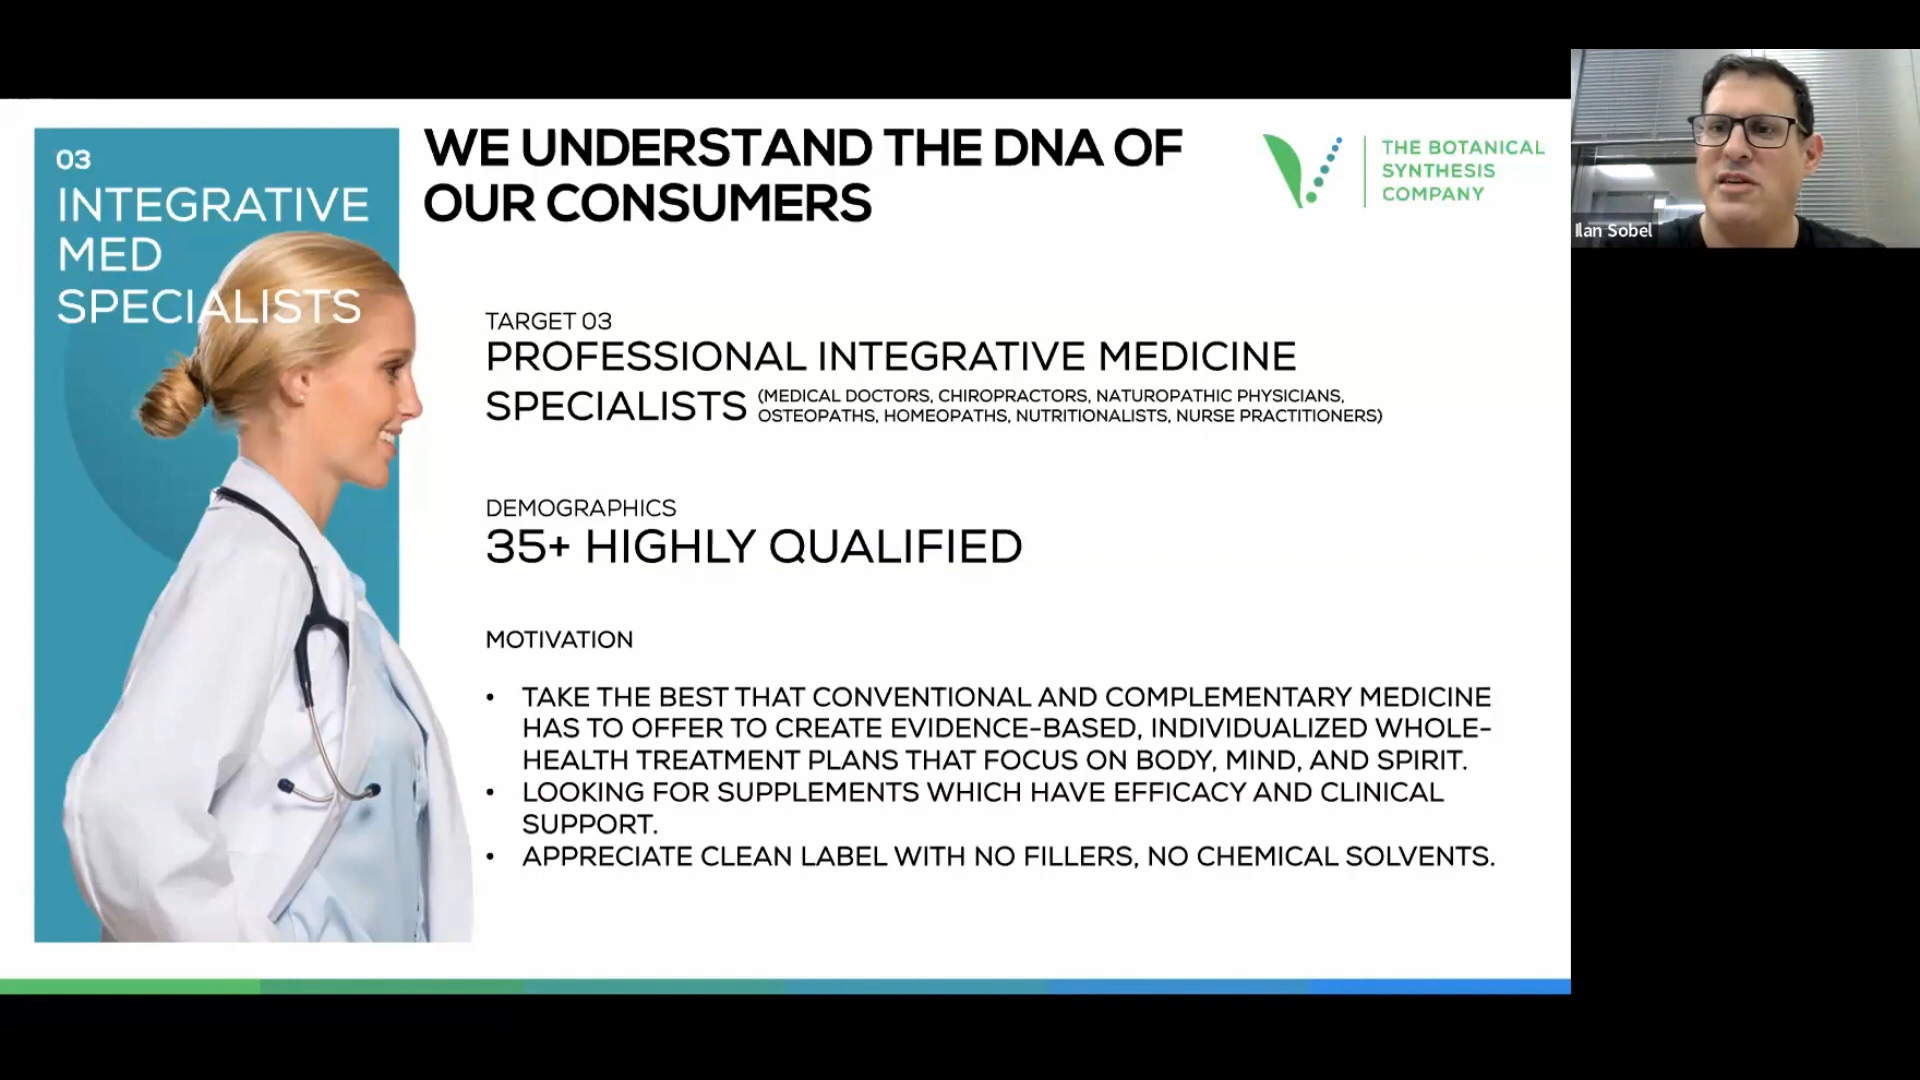 03
INTEGRATIVE
MED
SPECIALISTS
WE UNDERSTAND THE DNA OF
OUR CONSUMERS
THE BOTANICAL
SYNTHESIS
COMPANY
Ilan Sobel
TARGET 03
PROFESSIONAL INTEGRATIVE MEDICINE
SPECIALISTS (MEDICAL DOCTORS, CHIROPRACTORS, NATUROPATHIC PHYSICIANS,
OSTEOPATHS, HOMEOPATHS, NUTRITIONALISTS, NURSE PRACTITIONERS)
DEMOGRAPHICS
35+ HIGHLY QUALIFIED
MOTIVATION
• TAKE THE BEST THAT CONVENTIONAL AND COMPLEMENTARY MEDICINE
HAS TO OFFER TO CREATE EVIDENCE-BASED, INDIVIDUALIZED WHOLE-
HEALTH TREATMENT PLANS THAT FOCUS ON BODY, MIND, AND SPIRIT.
• LOOKING FOR SUPPLEMENTS WHICH HAVE EFFICACY AND CLINICAL
SUPPORT.
• APPRECIATE CLEAN LABEL WITH NO FILLERS, NO CHEMICAL SOLVENTS.